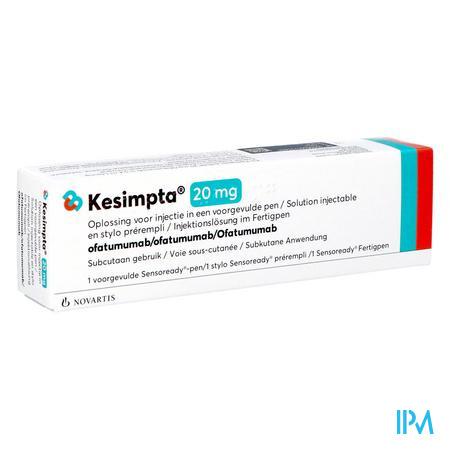 Kesimpta® 20 mg
Oplossing voor injectie in een voorgevulde pen / Solution injectable
en stylo prérempli / Injektionslösung im Fertigpen
ofatumumab/ofatumumab/Ofatumumab
Subcutaan gebruik / Voie sous-cutanée / Subkutane Anwendung
1 voorgevulde Sensoready®-pen/1 stylo Sensoready® prérempli /1 Sensoready® Fertigpen
NOVARTIS
Kesimpta® 20 mg
IPM